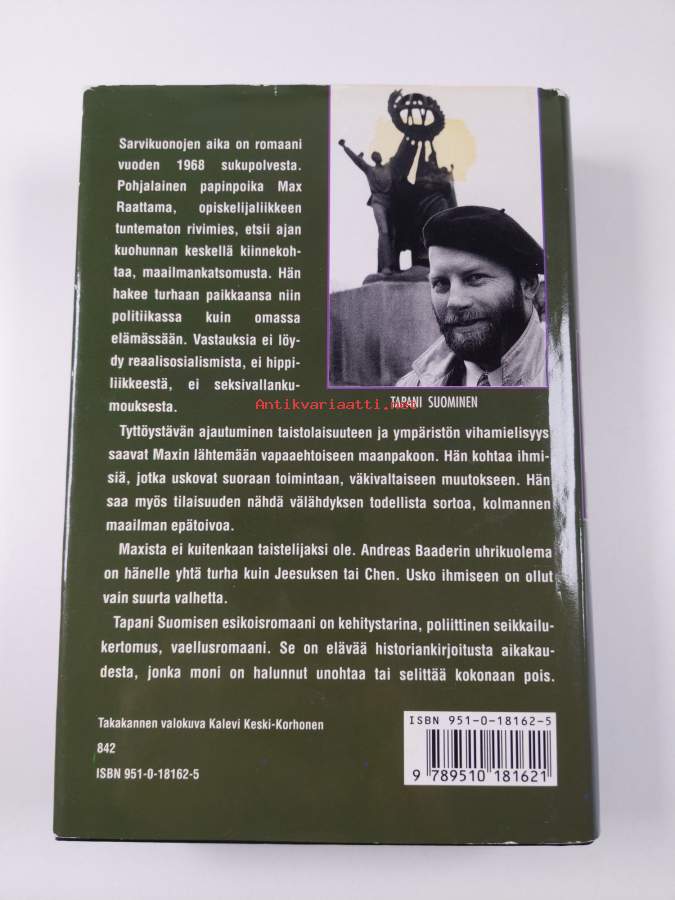 Sarvikuonojen aika on romaani
vuoden 1968 sukupolvesta.
Pohjalainen papinpoika Max
Raattama, opiskelijaliikkeen
tuntematon rivimies, etsii ajan
kuohunnan keskellä kiinnekoh-
taa, maailmankatsomusta. Hän
hakee turhaan paikkaansa niin
politiikassa kuin omassa
elämässään. Vastauksia ei löy-
dy reaalisosialismista, ei hippi-
liikkeestä, ei seksivallanku-
mouksesta.
Antikvariaatti.net
TAPANI SUOMINEN
Tyttöystävän ajautuminen taistolaisuuteen ja ympäristön vihamielisyys
saavat Maxin lähtemään vapaaehtoiseen maanpakoon. Hän kohtaa ihmi-
siä, jotka uskovat suoraan toimintaan, väkivaltaiseen muutokseen. Hän
saa myös tilaisuuden nähdä välähdyksen todellista sortoa, kolmannen
maailman epätoivoa.
Maxista ei kuitenkaan taistelijaksi ole. Andreas Baaderin uhrikuolema
on hänelle yhtä turha kuin Jeesuksen tai Chen. Usko ihmiseen on ollut
vain suurta valhetta.
Tapani Suomisen esikoisromaani on kehitystarina, poliittinen seikkailu-
kertomus, vaellusromaani. Se on elävää historiankirjoitusta aikakau-
desta, jonka moni on halunnut unohtaa tai selittää kokonaan pois.
Takakannen valokuva Kalevi Keski-Korhonen
842
ISBN 951-0-18162-5
ISBN 951-0-18162-5
9 789510 181621